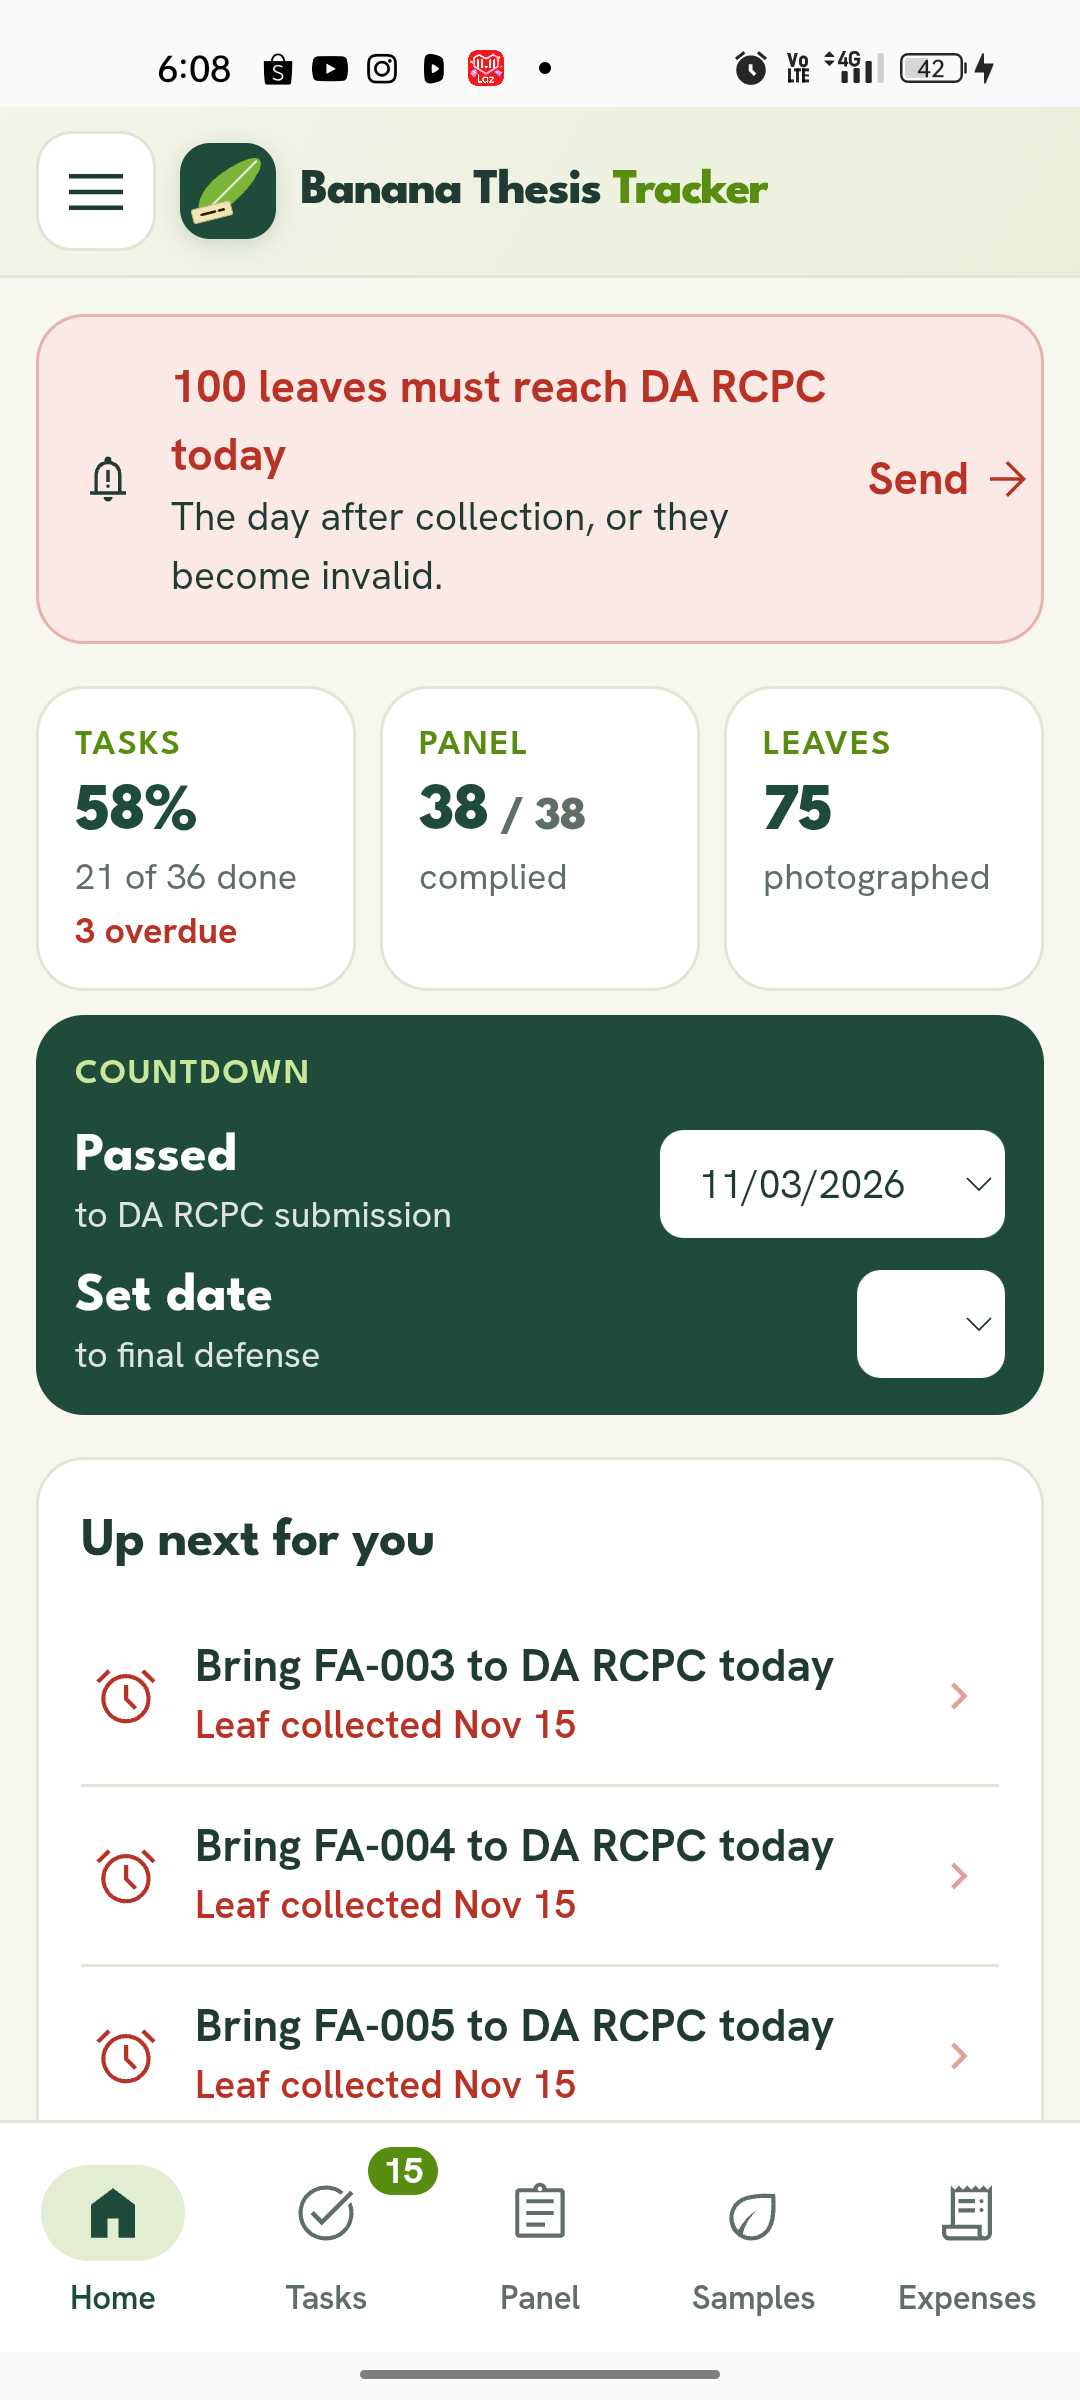 6:08
Vo LTE
4G
42
Banana Thesis Tracker
100 leaves must reach DA RCPC
today
The day after collection, or they
become invalid.
Send
TASKS
58%
21 of 36 done
3 overdue
PANEL
38 / 38
complied
LEAVES
75
photographed
COUNTDOWN
Passed
to DA RCPC submission
11/03/2026
Set date
to final defense
Up next for you
Bring FA-003 to DA RCPC today
Leaf collected Nov 15
Bring FA-004 to DA RCPC today
Leaf collected Nov 15
Bring FA-005 to DA RCPC today
Leaf collected Nov 15
15
Home
Tasks
Panel
Samples
Expenses